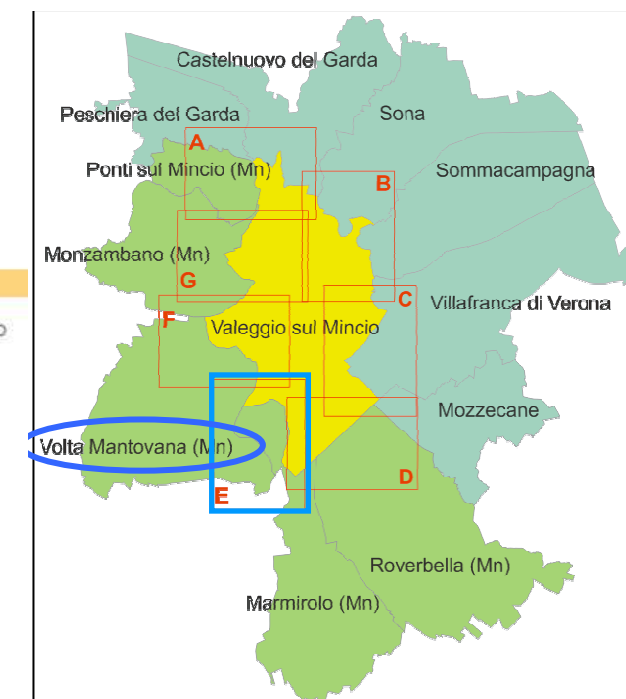 Castelnuovo del Garda
Peschiera del Garda
Sona
A
Ponti sul Mincio (Mn)
Sommacampagna
B
Monzambano (Mn)
G
C
Villafranca di Verona
F
Valeggio sul Mincio
Mozzecane
Volta Mantovana (Mn)
D
E
Roverbella (Mn)
Marmirolo (Mn)